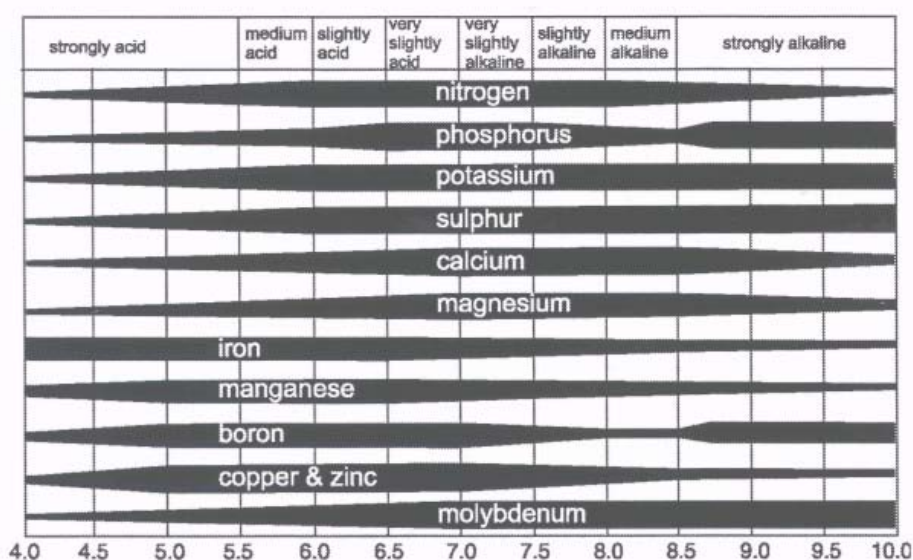 strongly acid
medium
acid
slightly
acid
very
slightly
acid
very
slightly
alkaline
slightly
alkaline
medium
alkaline
strongly alkaline
nitrogen
phosphorus
potassium
sulphur
calcium
magnesium
iron
manganese
boron
copper & zinc
molybdenum
4.0 4.5 5.0 5.5 6.0 6.5 7.0 7.5 8.0 8.5 9.0 9.5 10.0